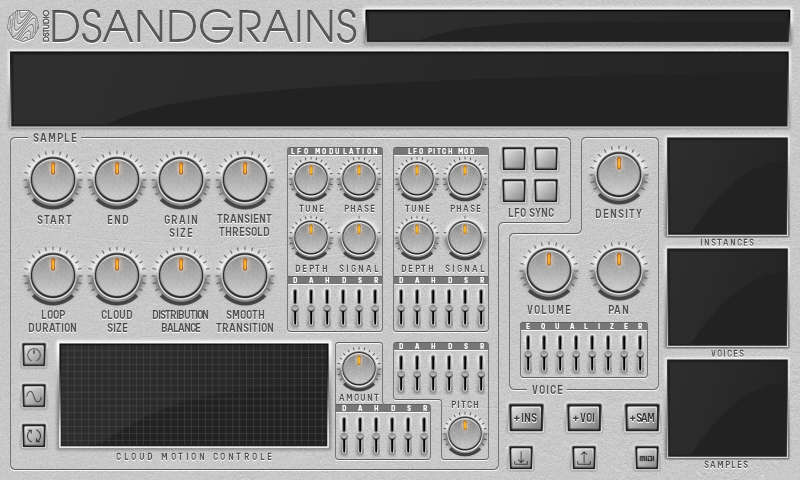 DSTUDIO
DSANDGRAINS
SAMPLE
START
END
GRAIN
SIZE
TRANSIENT
THRESOLD
LFO MODULATION
TUNE
PHASE
DEPTH
SIGNAL
D A H D S R
LFO PITCH MOD
TUNE
PHASE
DEPTH
SIGNAL
D A H D S R
LFO SYNC
DENSITY
LOOP
DURATION
CLOUD
SIZE
DISTRIBUTION
BALANCE
SMOOTH
TRANSITION
VOLUME
PAN
EQUALIZER
VOICE
INSTANCES
VOICES
SAMPLES
CLOUD MOTION CONTROLE
AMOUNT
D A H D S R
D A H D S R
PITCH
+INS
+VOI
+SAM
MIDI